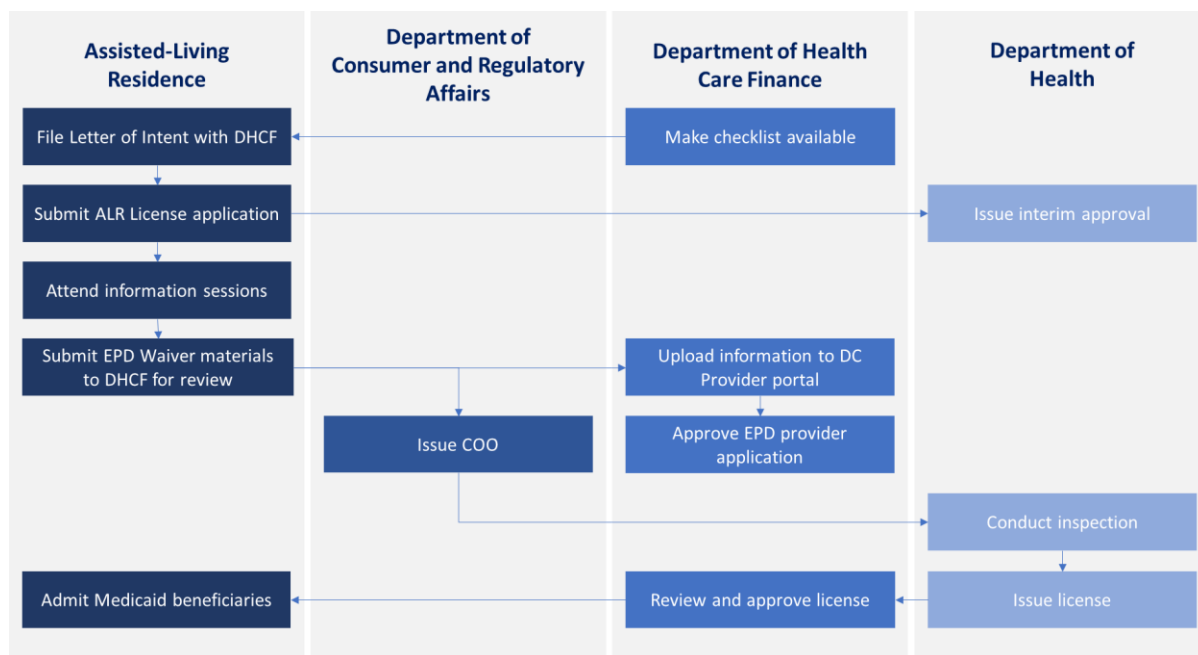 Assisted-Living
Residence
Department of
Consumer and Regulatory
Affairs
Department of Health
Care Finance
Department of
Health
File Letter of Intent with DHCF
Make checklist available
Submit ALR License application
Issue interim approval
Attend information sessions
Submit EPD Waiver materials
to DHCF for review
Upload information to DC
Provider portal
Issue COO
Approve EPD provider
application
Conduct inspection
Admit Medicaid beneficiaries
Review and approve license
Issue license